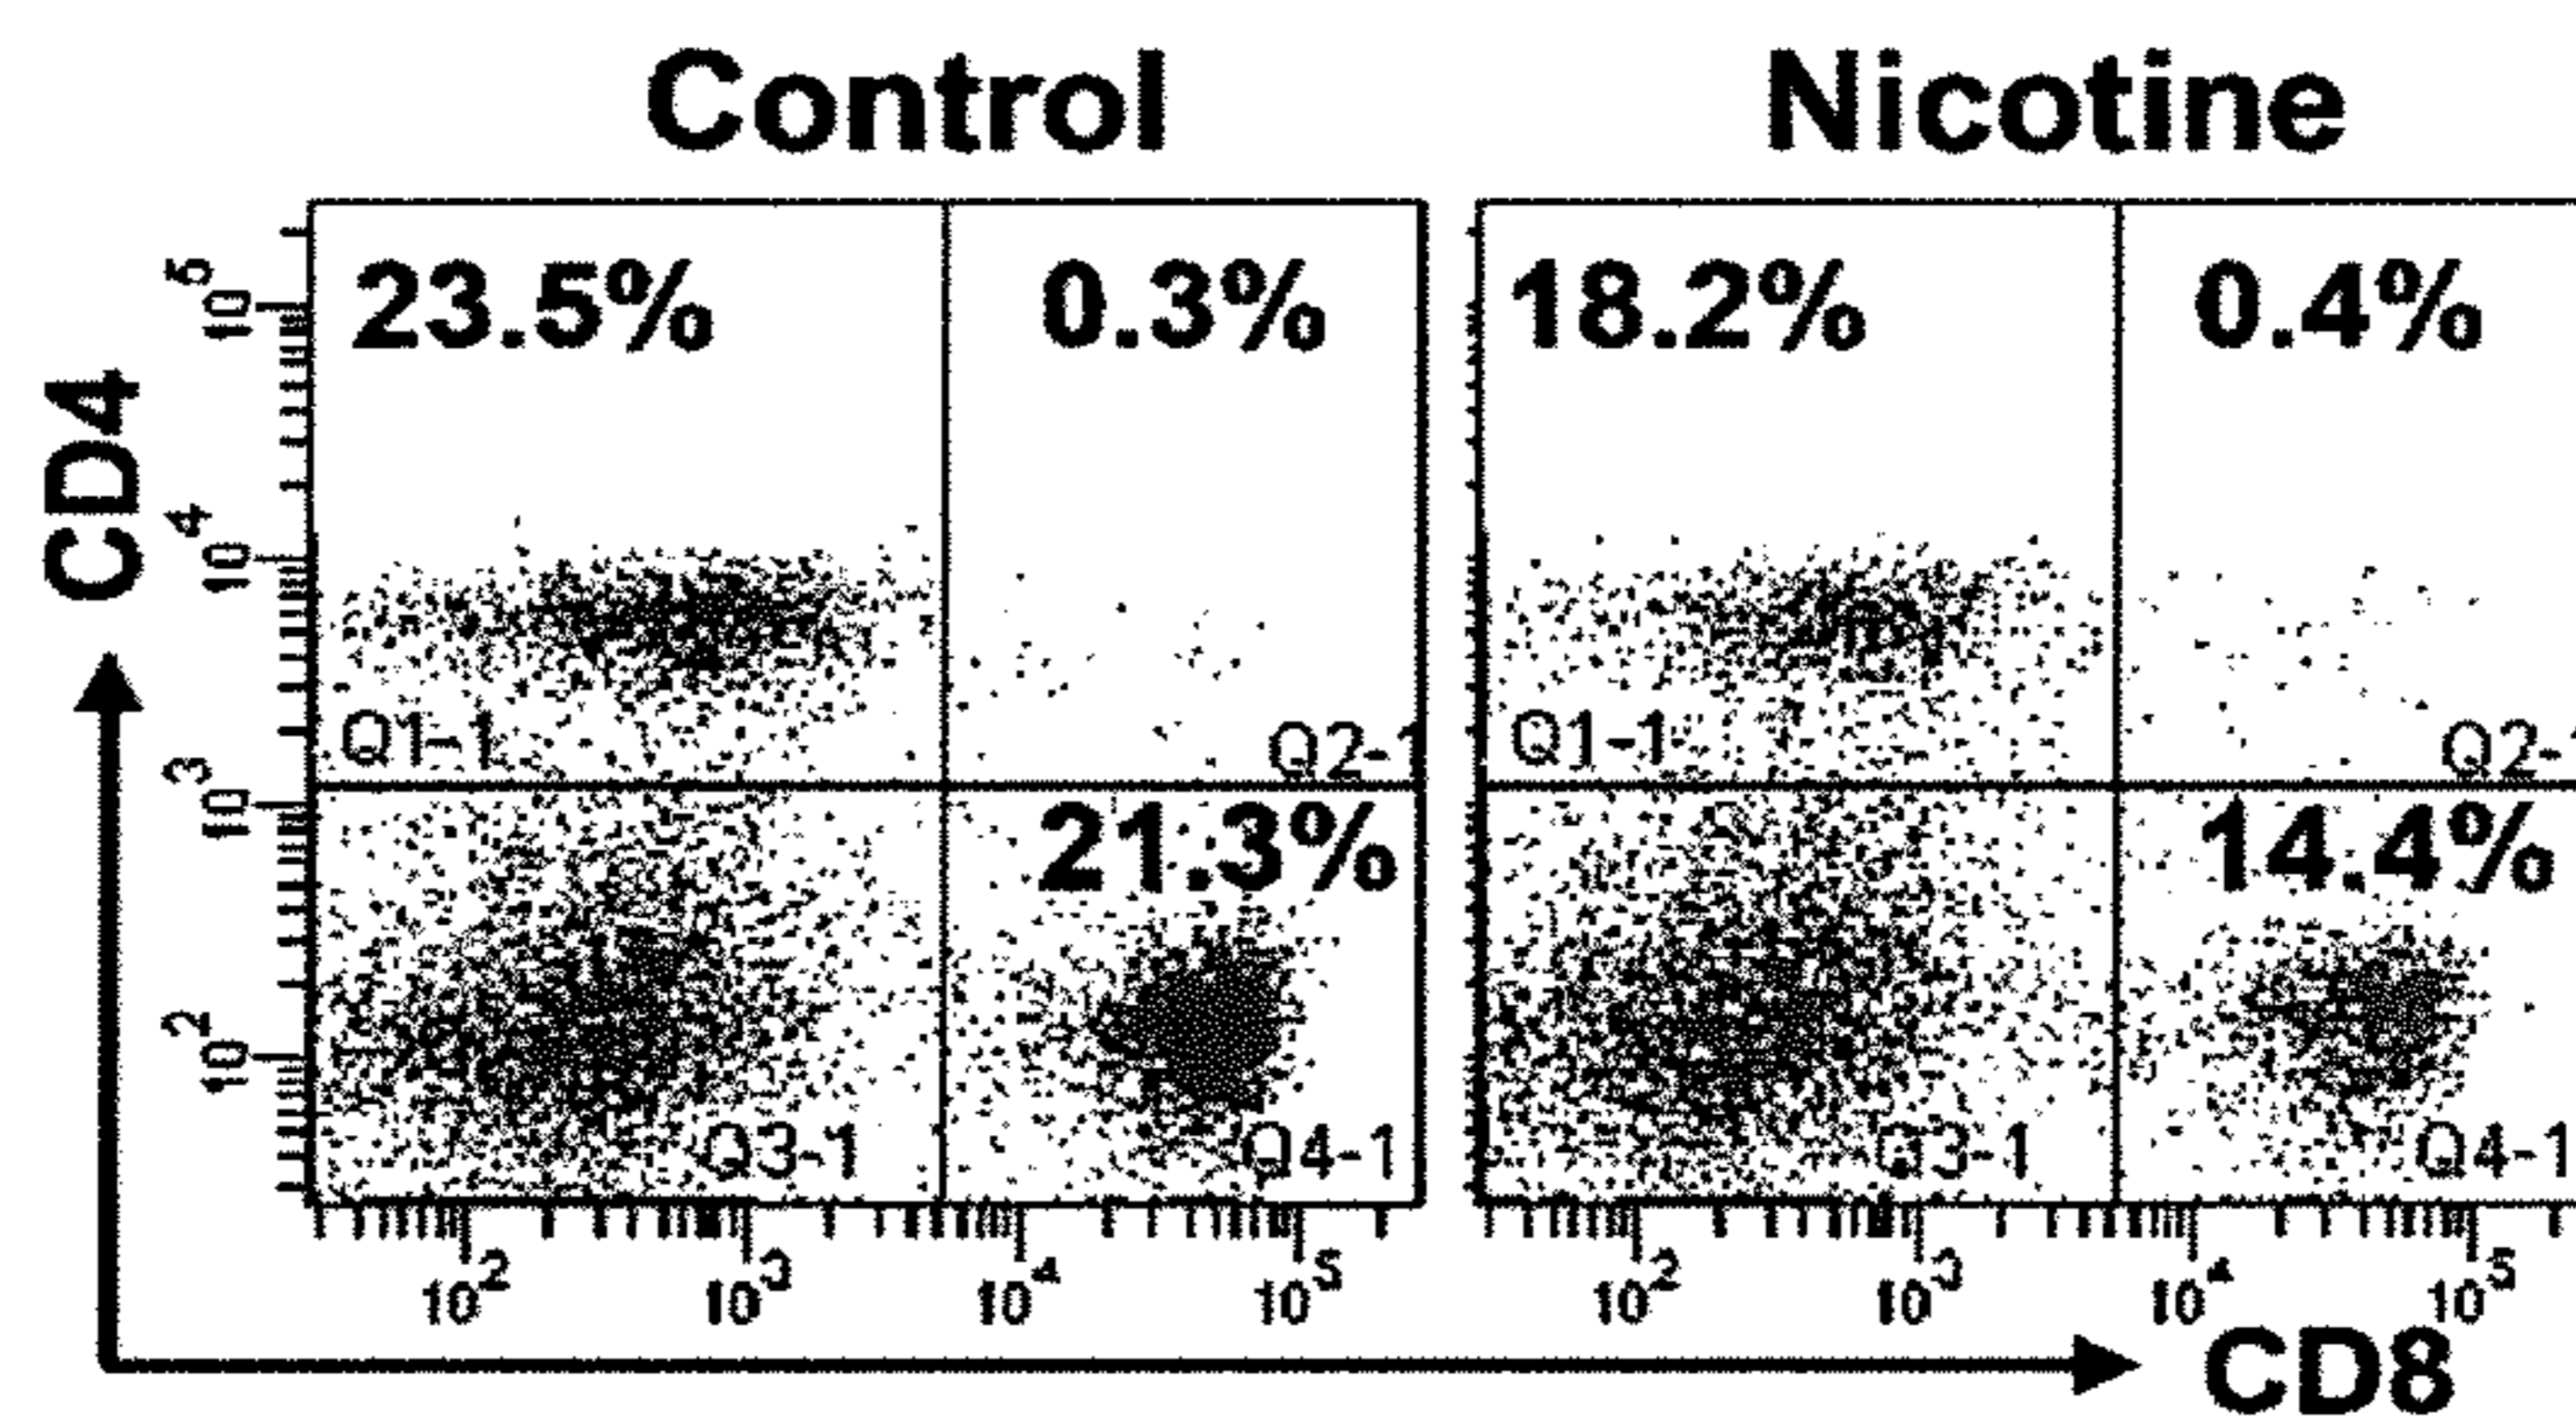 Control Nicotine
23.5% 0.3% 18.2% 0.4%
10^5
CD4
10^4
Q1-1 Q2-1 Q1-1 Q2-
10^3
21.3% 14.4%
10^2
Q3-1 Q4-1 Q3-1 Q4-1
10^2 10^3 10^4 10^5 10^2 10^3 10^4 10^5
CD8